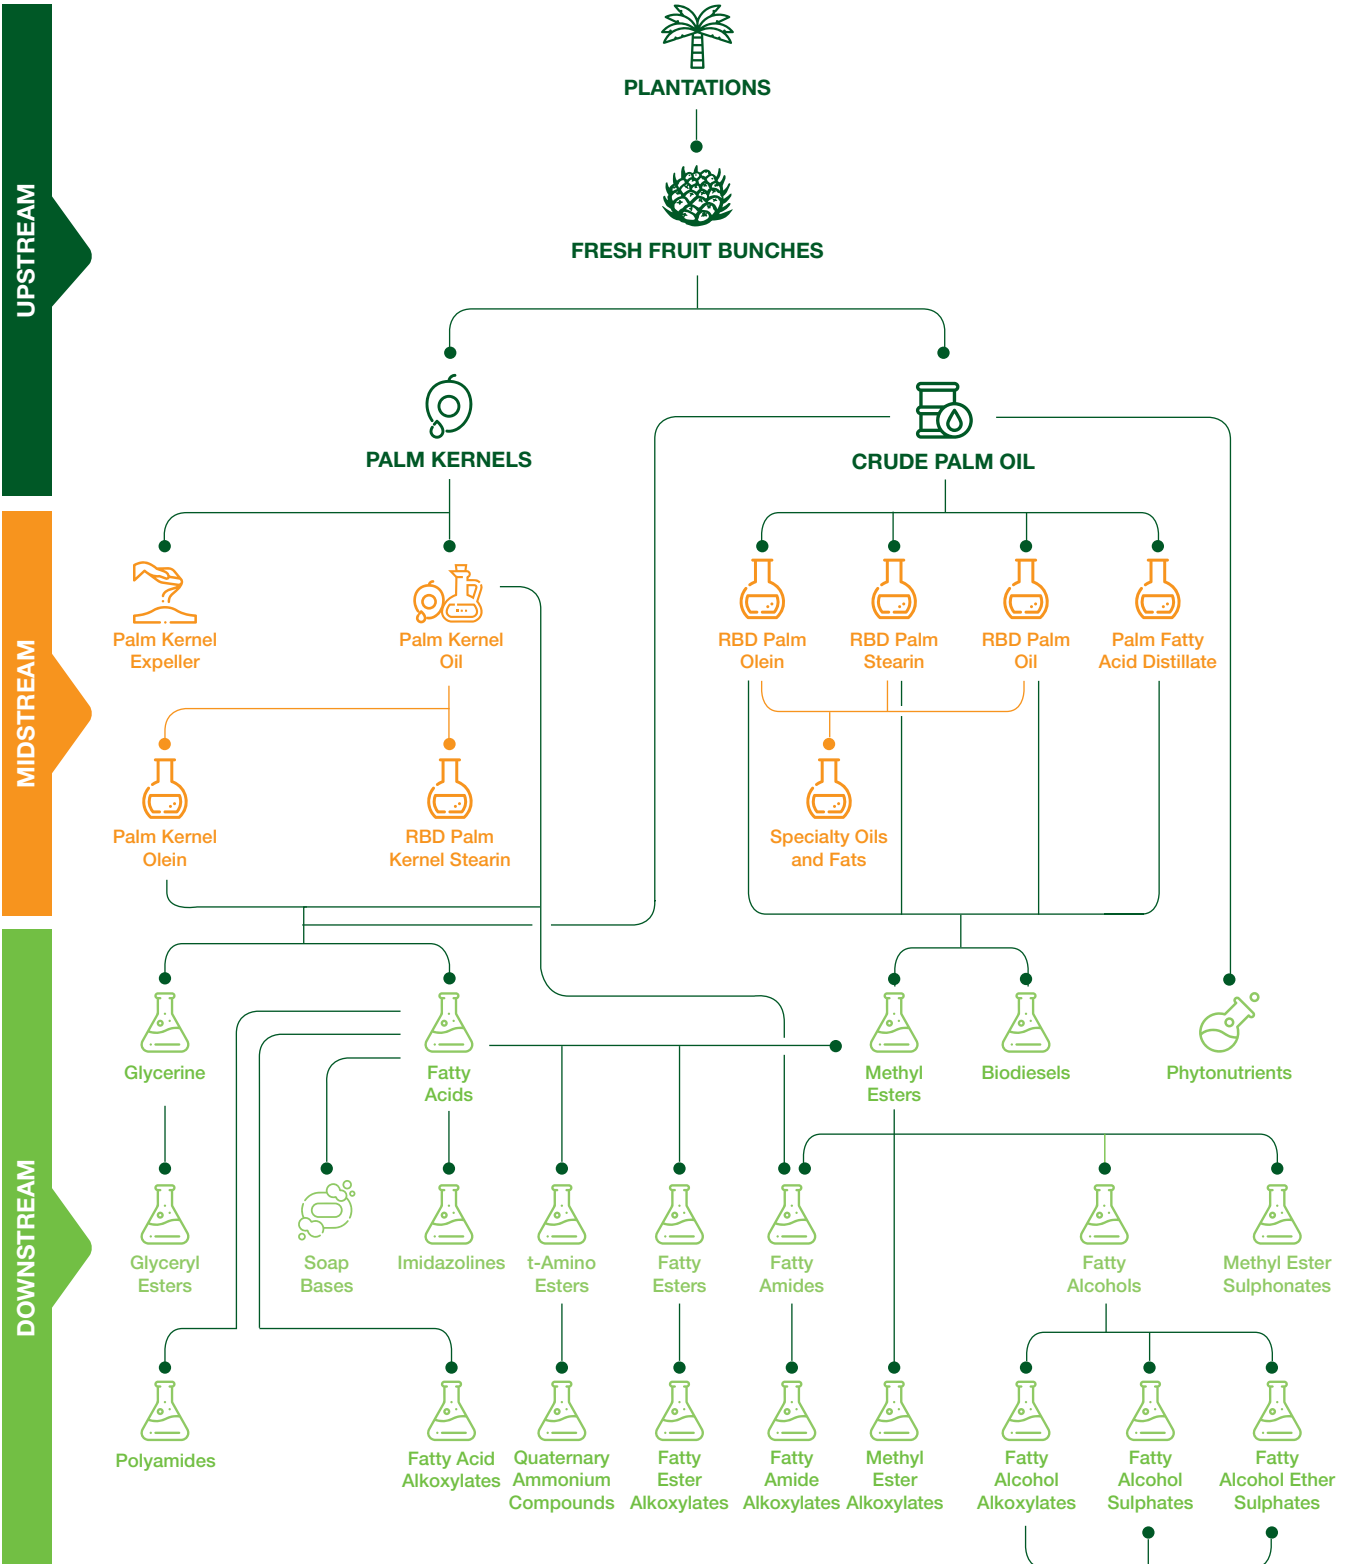 UPSTREAM
PLANTATIONS
FRESH FRUIT BUNCHES
PALM KERNELS
CRUDE PALM OIL
MIDSTREAM
Palm Kernel
Expeller
Palm Kernel
Oil
RBD Palm
Olein
RBD Palm
Stearin
RBD Palm
Oil
Palm Fatty
Acid Distillate
Palm Kernel
Olein
RBD Palm
Kernel Stearin
Specialty Oils
and Fats
DOWNSTREAM
Glycerine
Fatty
Acids
Methyl
Esters
Biodiesels
Phytonutrients
Glyceryl
Esters
Soap
Bases
Imidazolines
t-Amino
Esters
Fatty
Esters
Fatty
Amides
Fatty
Alcohols
Methyl Ester
Sulphonates
Polyamides
Fatty Acid
Alkoxylates
Quaternary
Ammonium
Compounds
Fatty
Ester
Alkoxylates
Fatty
Amide
Alkoxylates
Methyl
Ester
Alkoxylates
Fatty
Alcohol
Alkoxylates
Fatty
Alcohol
Sulphates
Fatty
Alcohol Ether
Sulphates